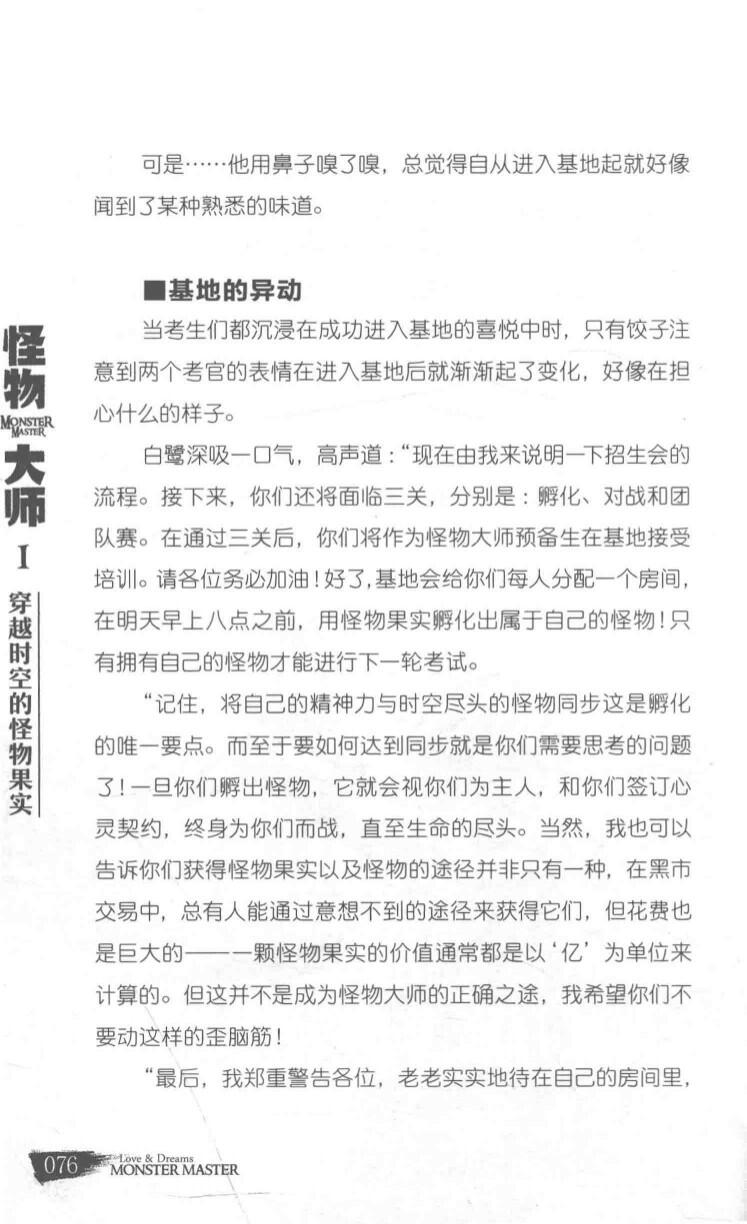 可是……他用鼻子嗅了嗅，总觉得自从进入基地起就好像
闻到了某种熟悉的味道。
■基地的异动
当考生们都沉浸在成功进入基地的喜悦中时，只有饺子注
意到两个考官的表情在进入基地后就渐渐起了变化，好像在担
心什么的样子。
白鹭深吸一口气，高声道：“现在由我来说明一下招生会的
流程。接下来，你们还将面临三关，分别是：孵化、对战和团
队赛。在通过三关后，你们将作为怪物大师预备生在基地接受
培训。请各位务必加油！好了，基地会给你们每人分配一个房间，
在明天早上八点之前，用怪物果实孵化出属于自己的怪物！只
有拥有自己的怪物才能进行下一轮考试。
“记住，将自己的精神力与时空尽头的怪物同步这是孵化
的唯一要点。而至于要如何达到同步就是你们需要思考的问题
了！一旦你们孵出怪物，它就会视你们为主人，和你们签订心
灵契约，终身为你们而战，直至生命的尽头。当然，我也可以
告诉你们获得怪物果实以及怪物的途径并非只有一种，在黑市
交易中，总有人能通过意想不到的途径来获得它们，但花费也
是巨大的———一颗怪物果实的价值通常都是以‘亿’为单位来
计算的。但这并不是成为怪物大师的正确之途，我希望你们不
要动这样的歪脑筋！
“最后，我郑重警告各位，老老实实地待在自己的房间里，
怪物
MONSTER
MASTER
大师
I
穿越时空的怪物果实
076
The Love & Dreams
MONSTER MASTER